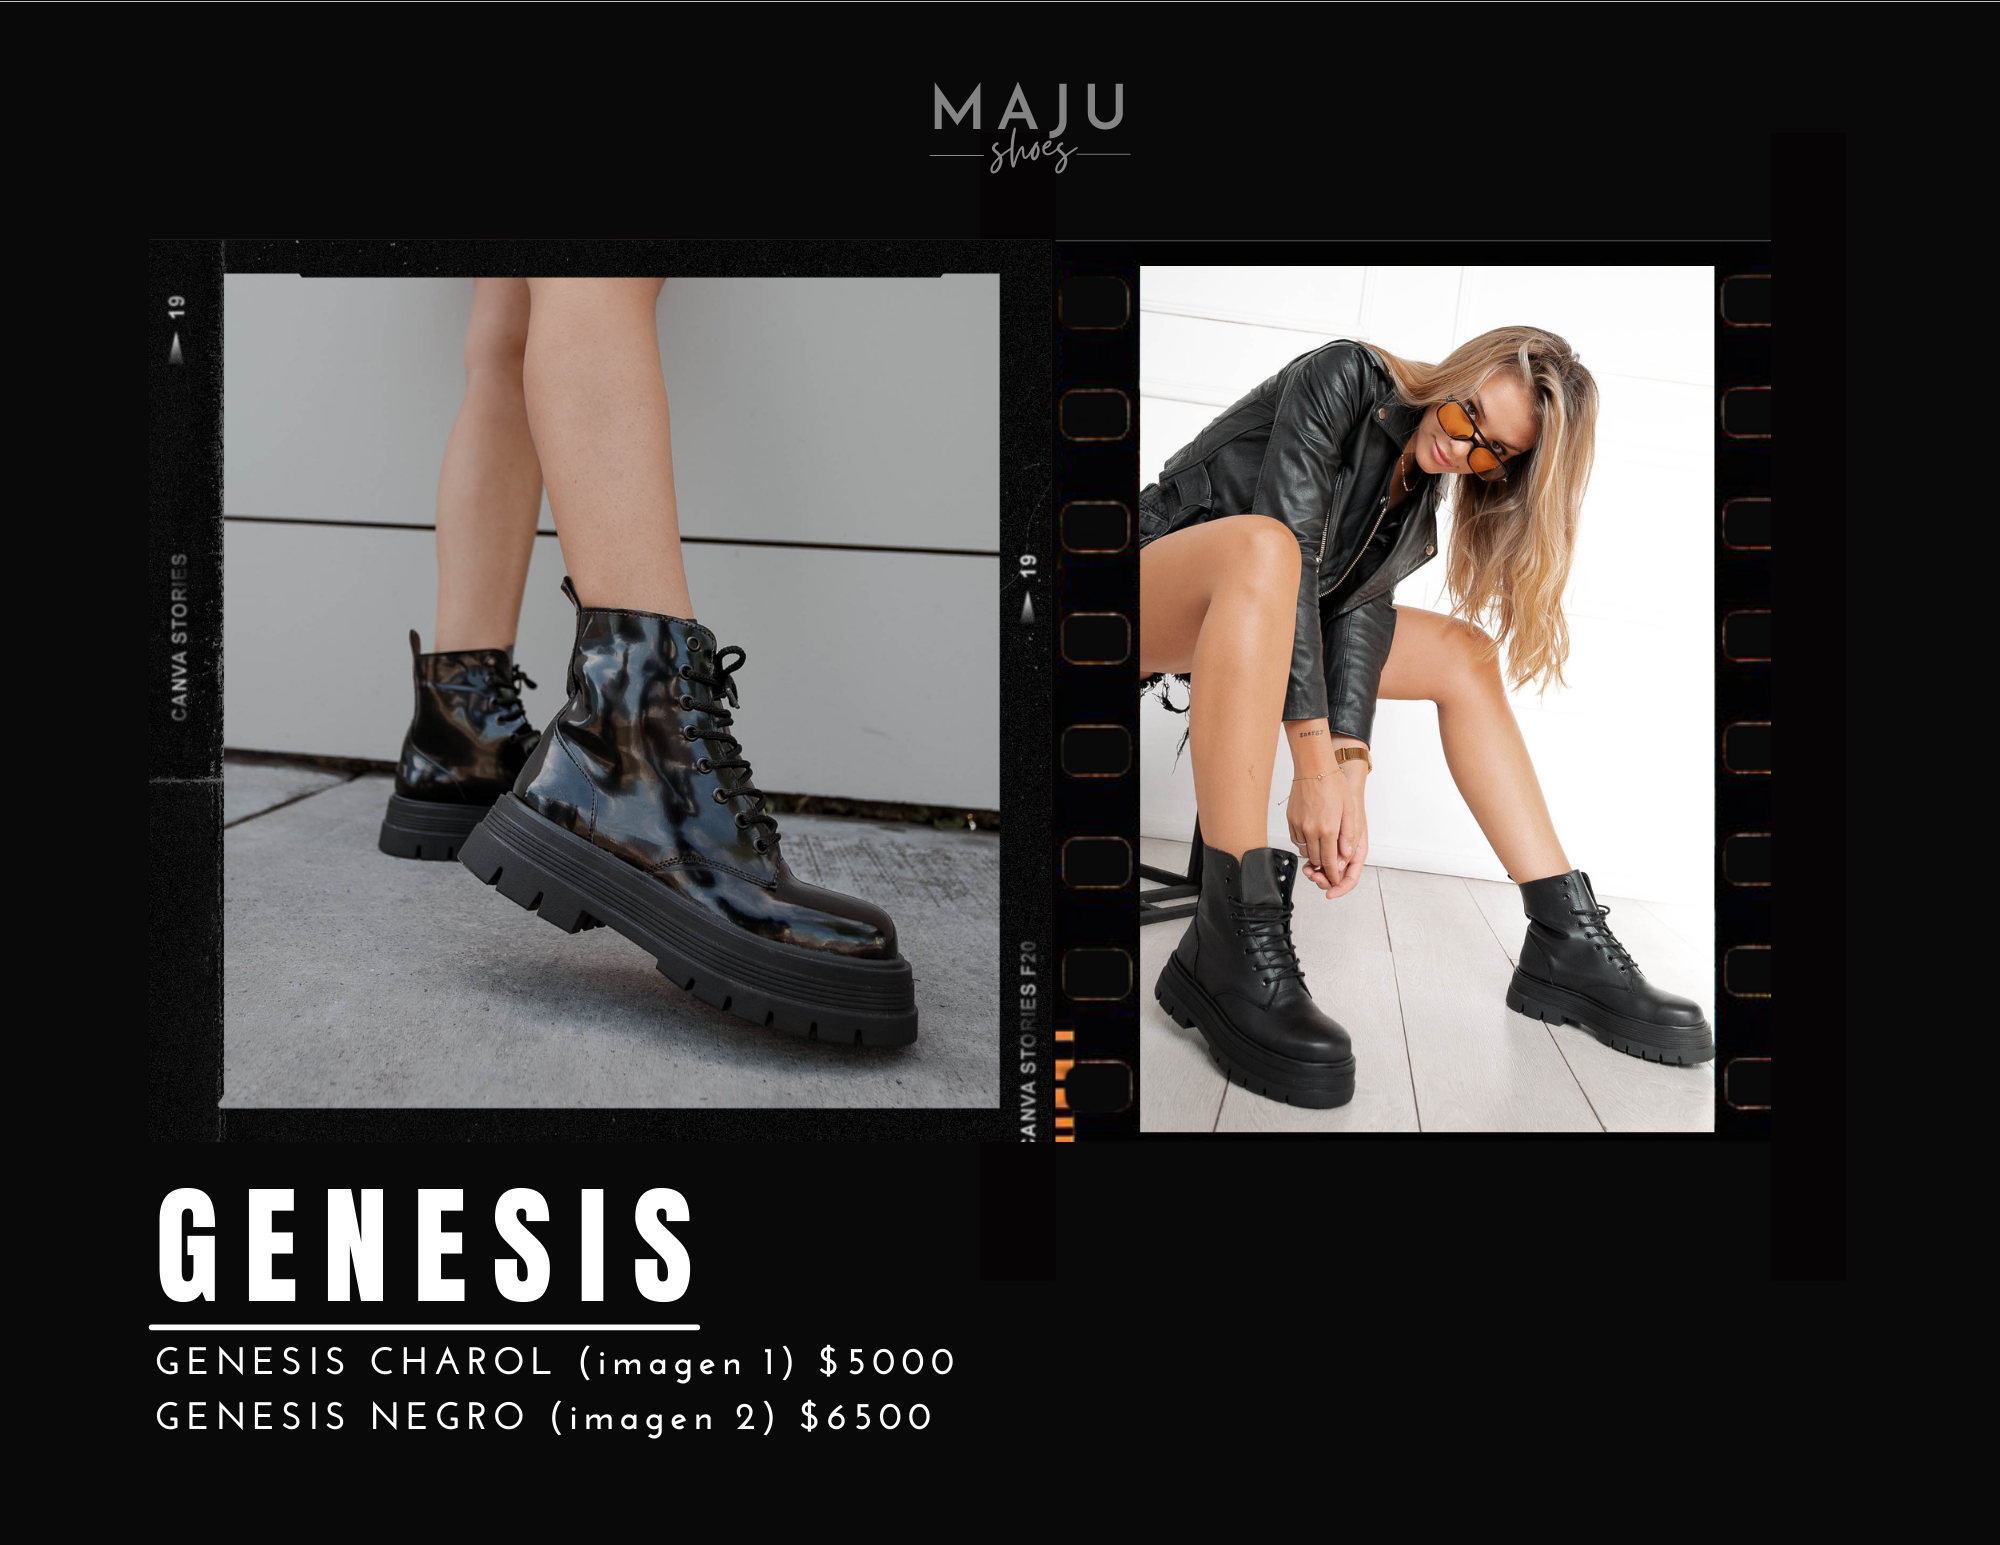 MAJU
shoes
19
CANVA STORIES
19
CANVA STORIES F20
GENESIS
GENESIS CHAROL (imagen 1) $5000
GENESIS NEGRO (imagen 2) $6500